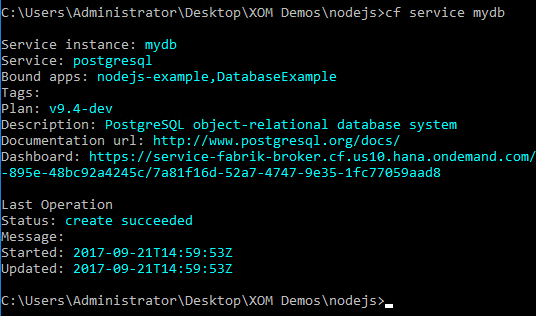 C:\Users\Administrator\Desktop\XOM Demos\nodejs>cf service mydb
Service instance: mydb
Service: postgresql
Bound apps: nodejs-example,DatabaseExample
Tags:
Plan: v9.4-dev
Description: PostgreSQL object-relational database system
Documentation url: http://www.postgresql.org/docs/
Dashboard: https://service-fabrik-broker.cf.us10.hana.ondemand.com/
-895e-48bc92a4245c/7a81f16d-52a7-4747-9e35-1fc77059aad8
Last Operation
Status: create succeeded
Message:
Started: 2017-09-21T14:59:53Z
Updated: 2017-09-21T14:59:53Z
C:\Users\Administrator\Desktop\XOM Demos\nodejs>